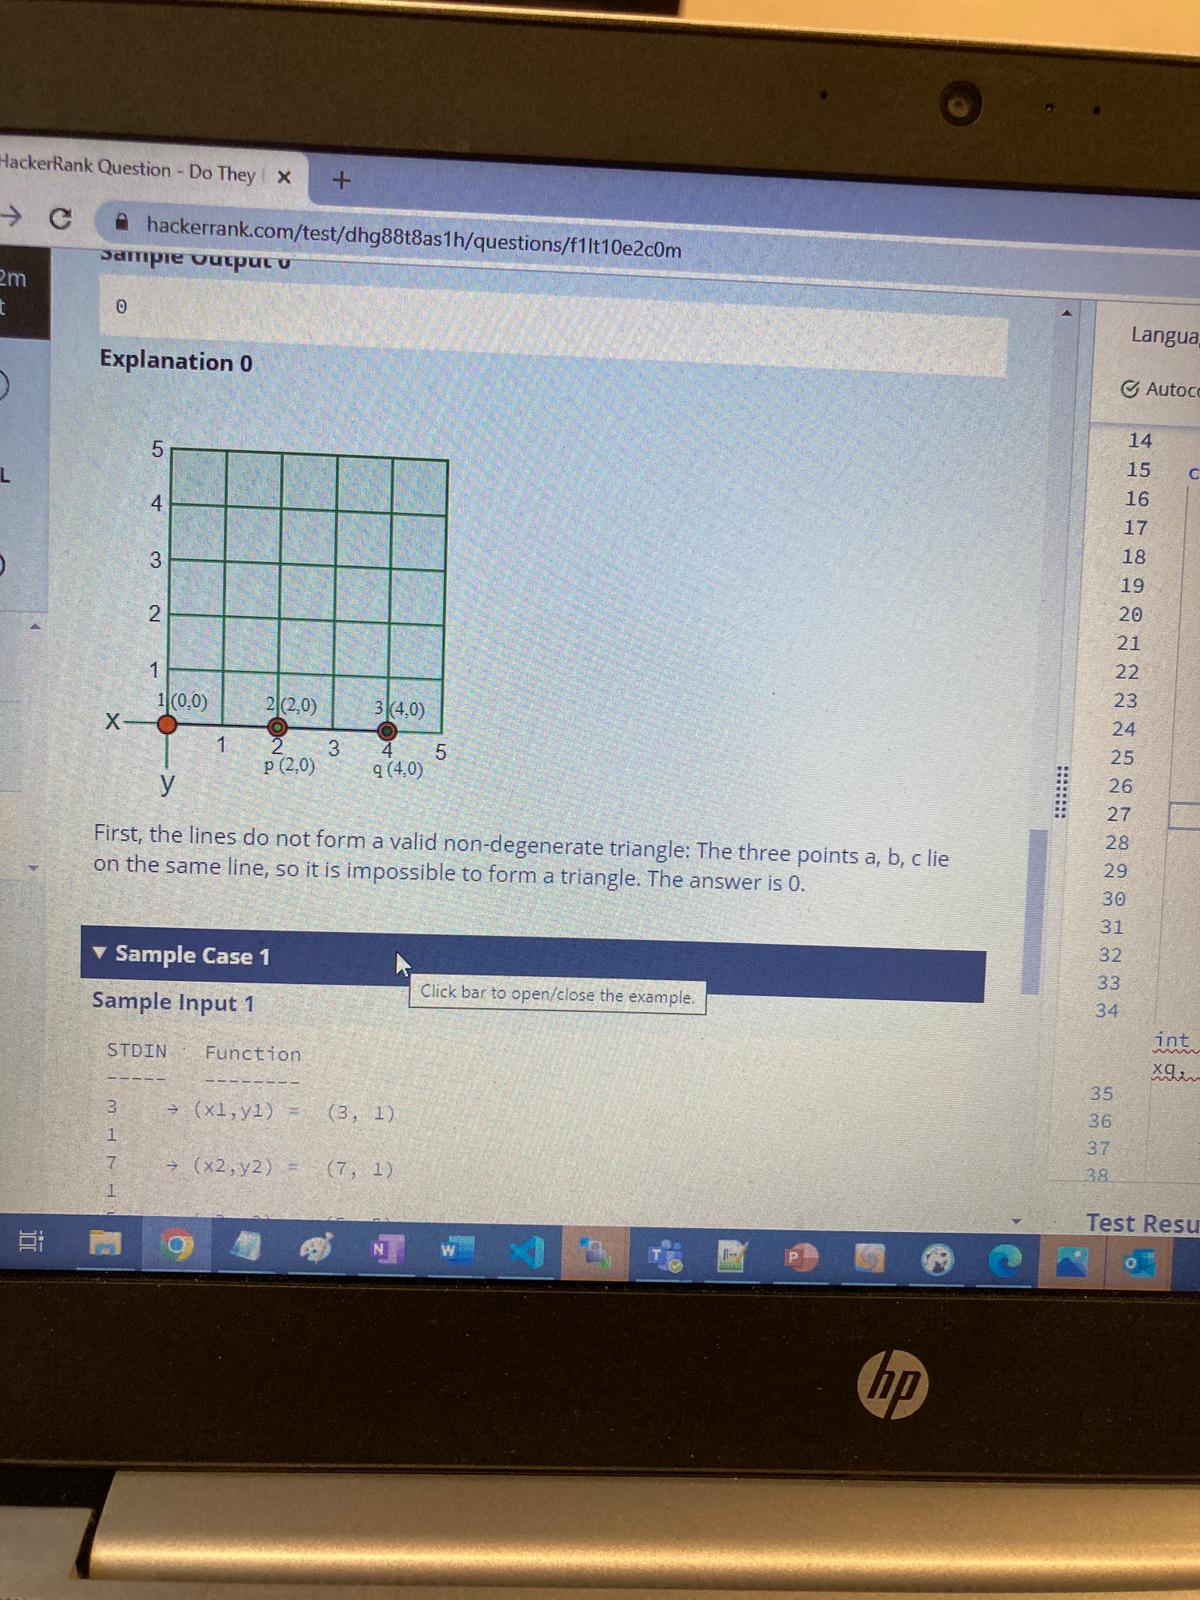 HackerRank Question - Do They
hackerrank.com/test/dhg88t8as1h/questions/f1lt10e2c0m
2m
t
L
Sample Output 0
0
Explanation 0
5
4
3
2
1
1 (0,0) 2 (2,0) 3 (4,0)
X
1 2 3 4 5
p (2,0) q (4,0)
y
First, the lines do not form a valid non-degenerate triangle: The three points a, b, c lie
on the same line, so it is impossible to form a triangle. The answer is 0.
▼ Sample Case 1
Click bar to open/close the example.
Sample Input 1
STDIN Function
----- --------
3 → (x1,y1) = (3, 1)
1
7 → (x2,y2) = (7, 1)
1
Langua
Autoco
14
15 c
16
17
18
19
20
21
22
23
24
25
26
27
28
29
30
31
32
33
34
int
xq,
35
36
37
38
Test Resu
N
W
T
P
hp